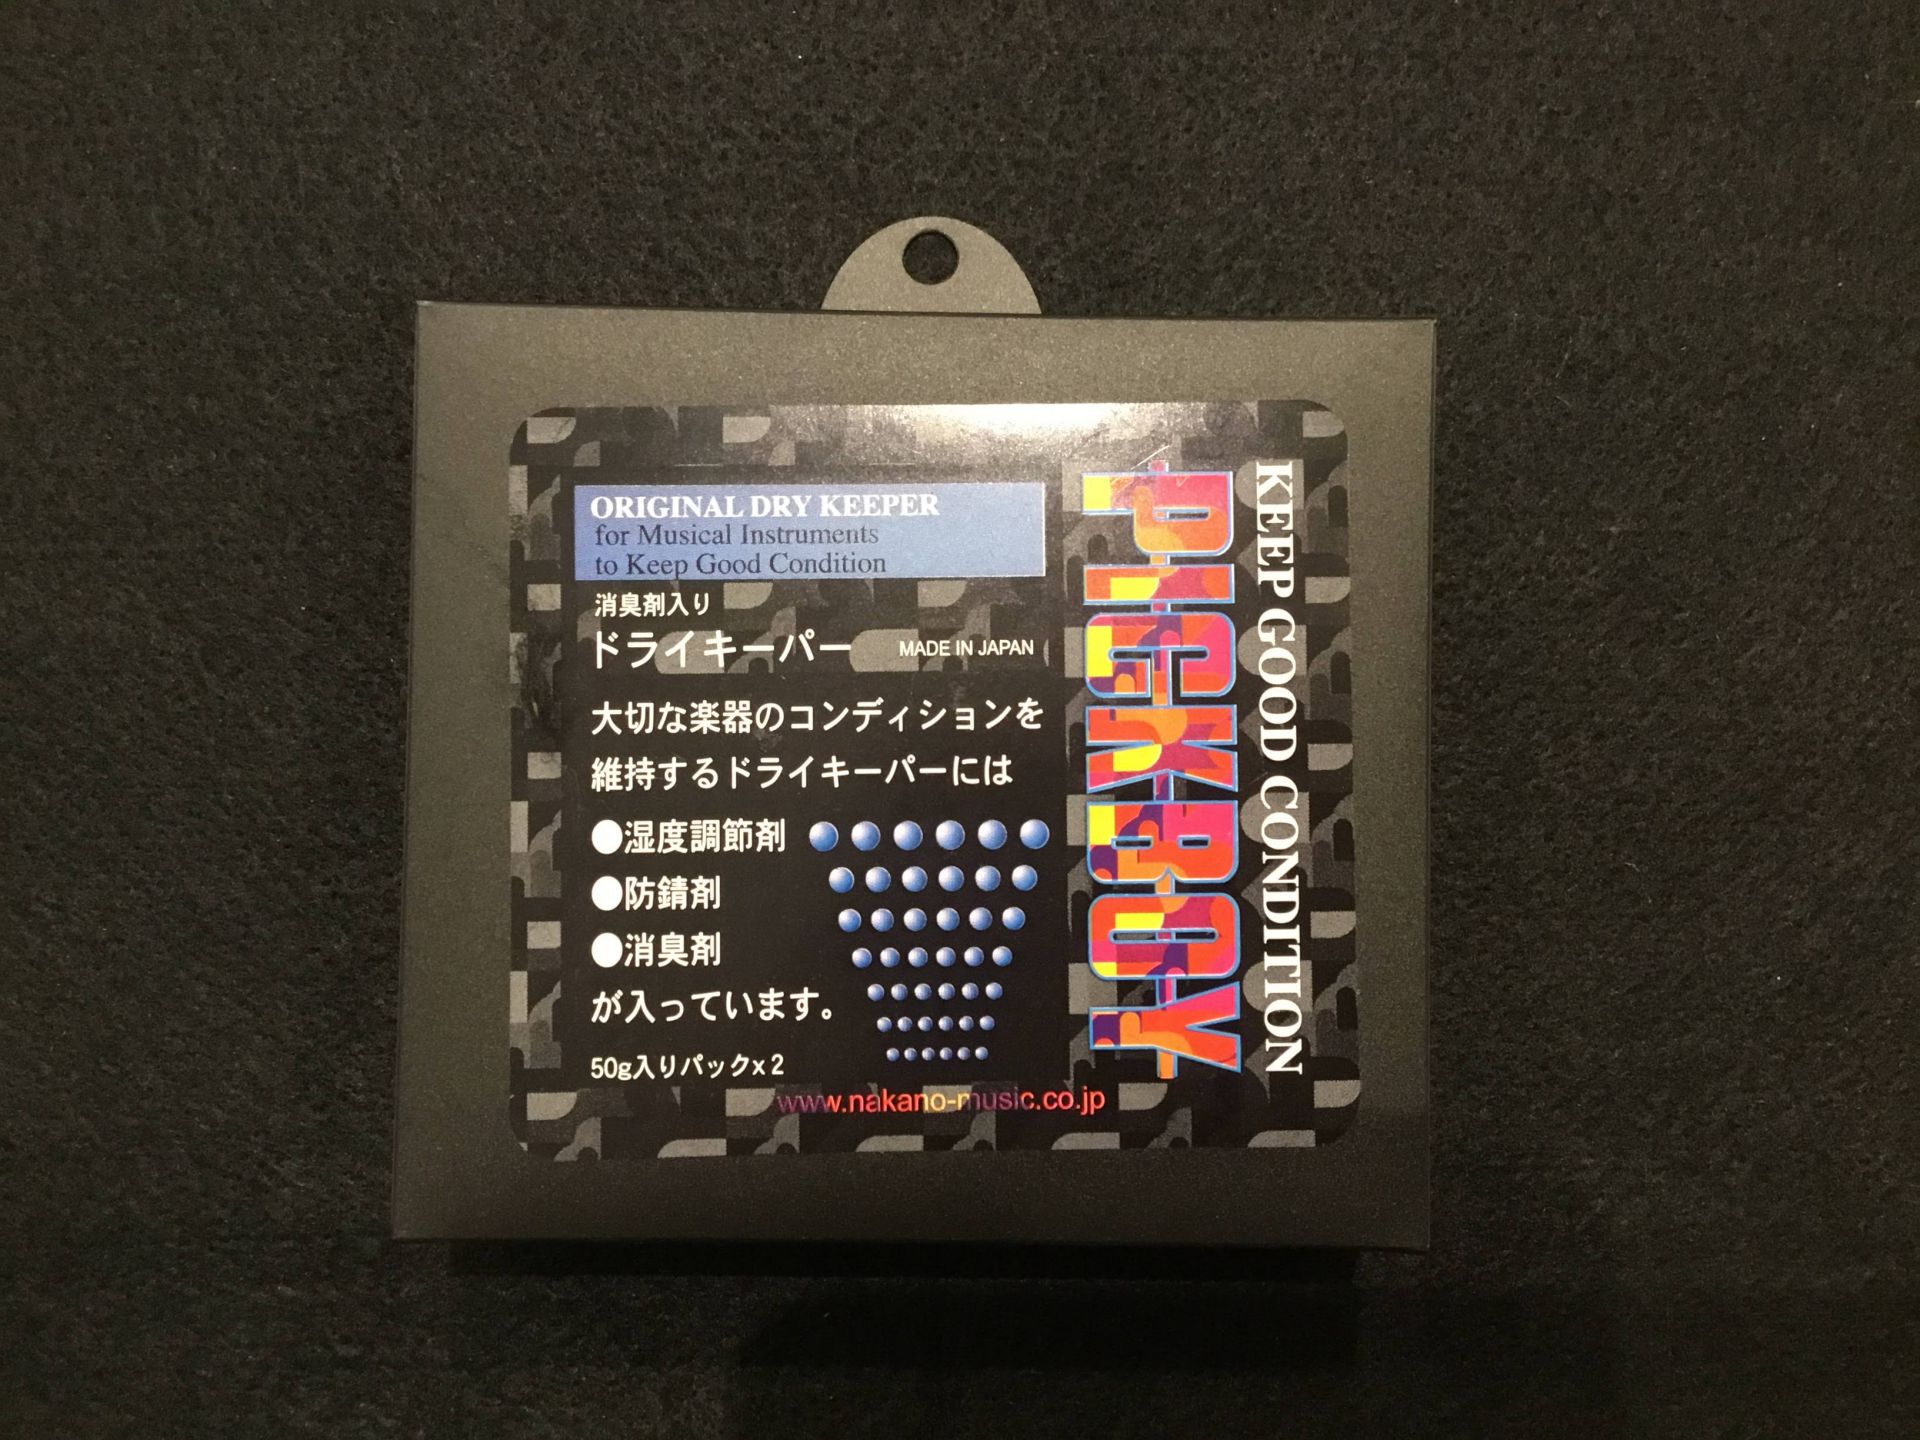 ORIGINAL DRY KEEPER
for Musical Instruments
to Keep Good Condition
消臭剤入り
ドライキーパー MADE IN JAPAN
大切な楽器のコンディションを
維持するドライキーパーには
●湿度調節剤
●防錆剤
●消臭剤
が入っています。
50g入りパックx2
www.nakano-music.co.jp
PICKBOY
KEEP GOOD CONDITION